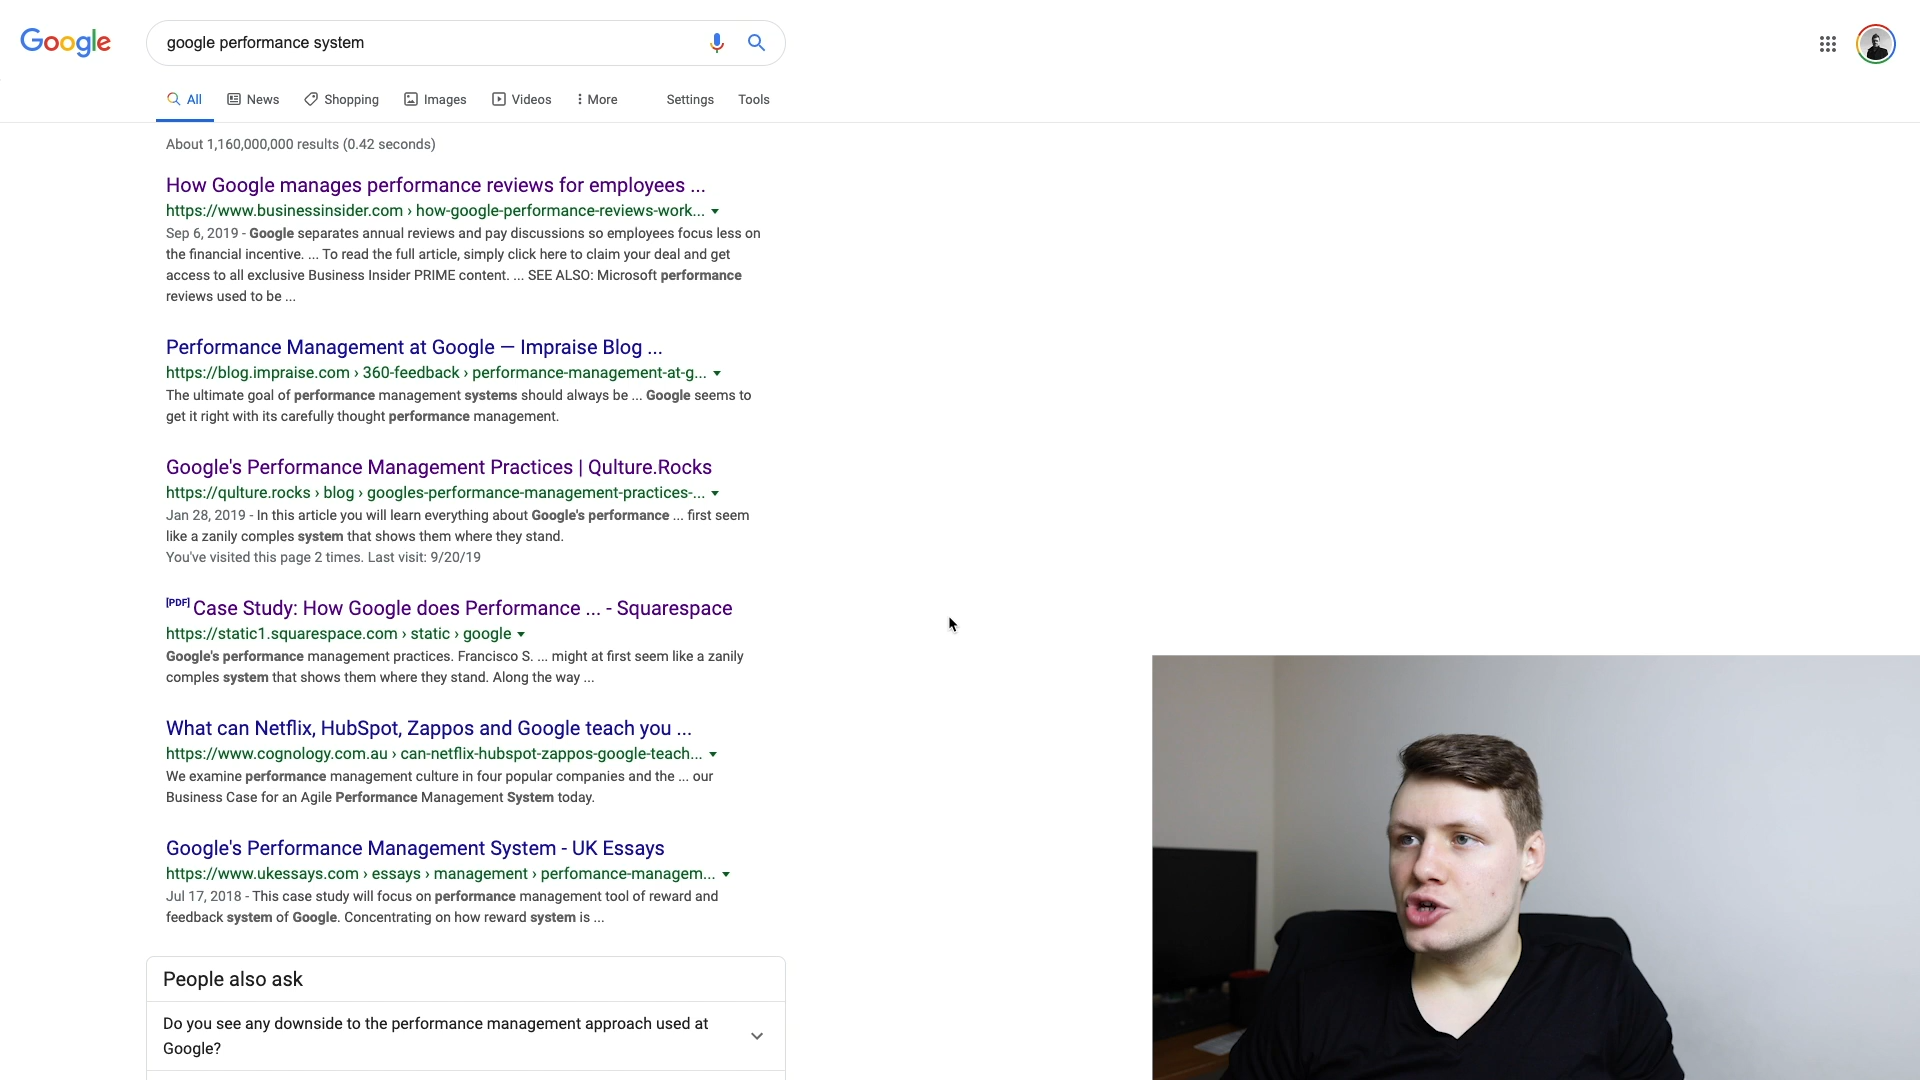 Google
google performance system
All
News
Shopping
Images
Videos
More
Settings
Tools
About 1,160,000,000 results (0.42 seconds)
How Google manages performance reviews for employees ...
https://www.businessinsider.com › how-google-performance-reviews-work...
Sep 6, 2019 - Google separates annual reviews and pay discussions so employees focus less on
the financial incentive. ... To read the full article, simply click here to claim your deal and get
access to all exclusive Business Insider PRIME content. ... SEE ALSO: Microsoft performance
reviews used to be ...
Performance Management at Google — Impraise Blog ...
https://blog.impraise.com › 360-feedback › performance-management-at-g...
The ultimate goal of performance management systems should always be ... Google seems to
get it right with its carefully thought performance management.
Google's Performance Management Practices | Qulture.Rocks
https://qulture.rocks › blog › googles-performance-management-practices-...
Jan 28, 2019 - In this article you will learn everything about Google's performance ... first seem
like a zanily comples system that shows them where they stand.
You've visited this page 2 times. Last visit: 9/20/19
[PDF] Case Study: How Google does Performance ... - Squarespace
https://static1.squarespace.com › static › google
Google's performance management practices. Francisco S. ... might at first seem like a zanily
comples system that shows them where they stand. Along the way ...
What can Netflix, HubSpot, Zappos and Google teach you ...
https://www.cognology.com.au › can-netflix-hubspot-zappos-google-teach...
We examine performance management culture in four popular companies and the ... our
Business Case for an Agile Performance Management System today.
Google's Performance Management System - UK Essays
https://www.ukessays.com › essays › management › perfomance-managem...
Jul 17, 2018 - This case study will focus on performance management tool of reward and
feedback system of Google. Concentrating on how reward system is ...
People also ask
Do you see any downside to the performance management approach used at
Google?